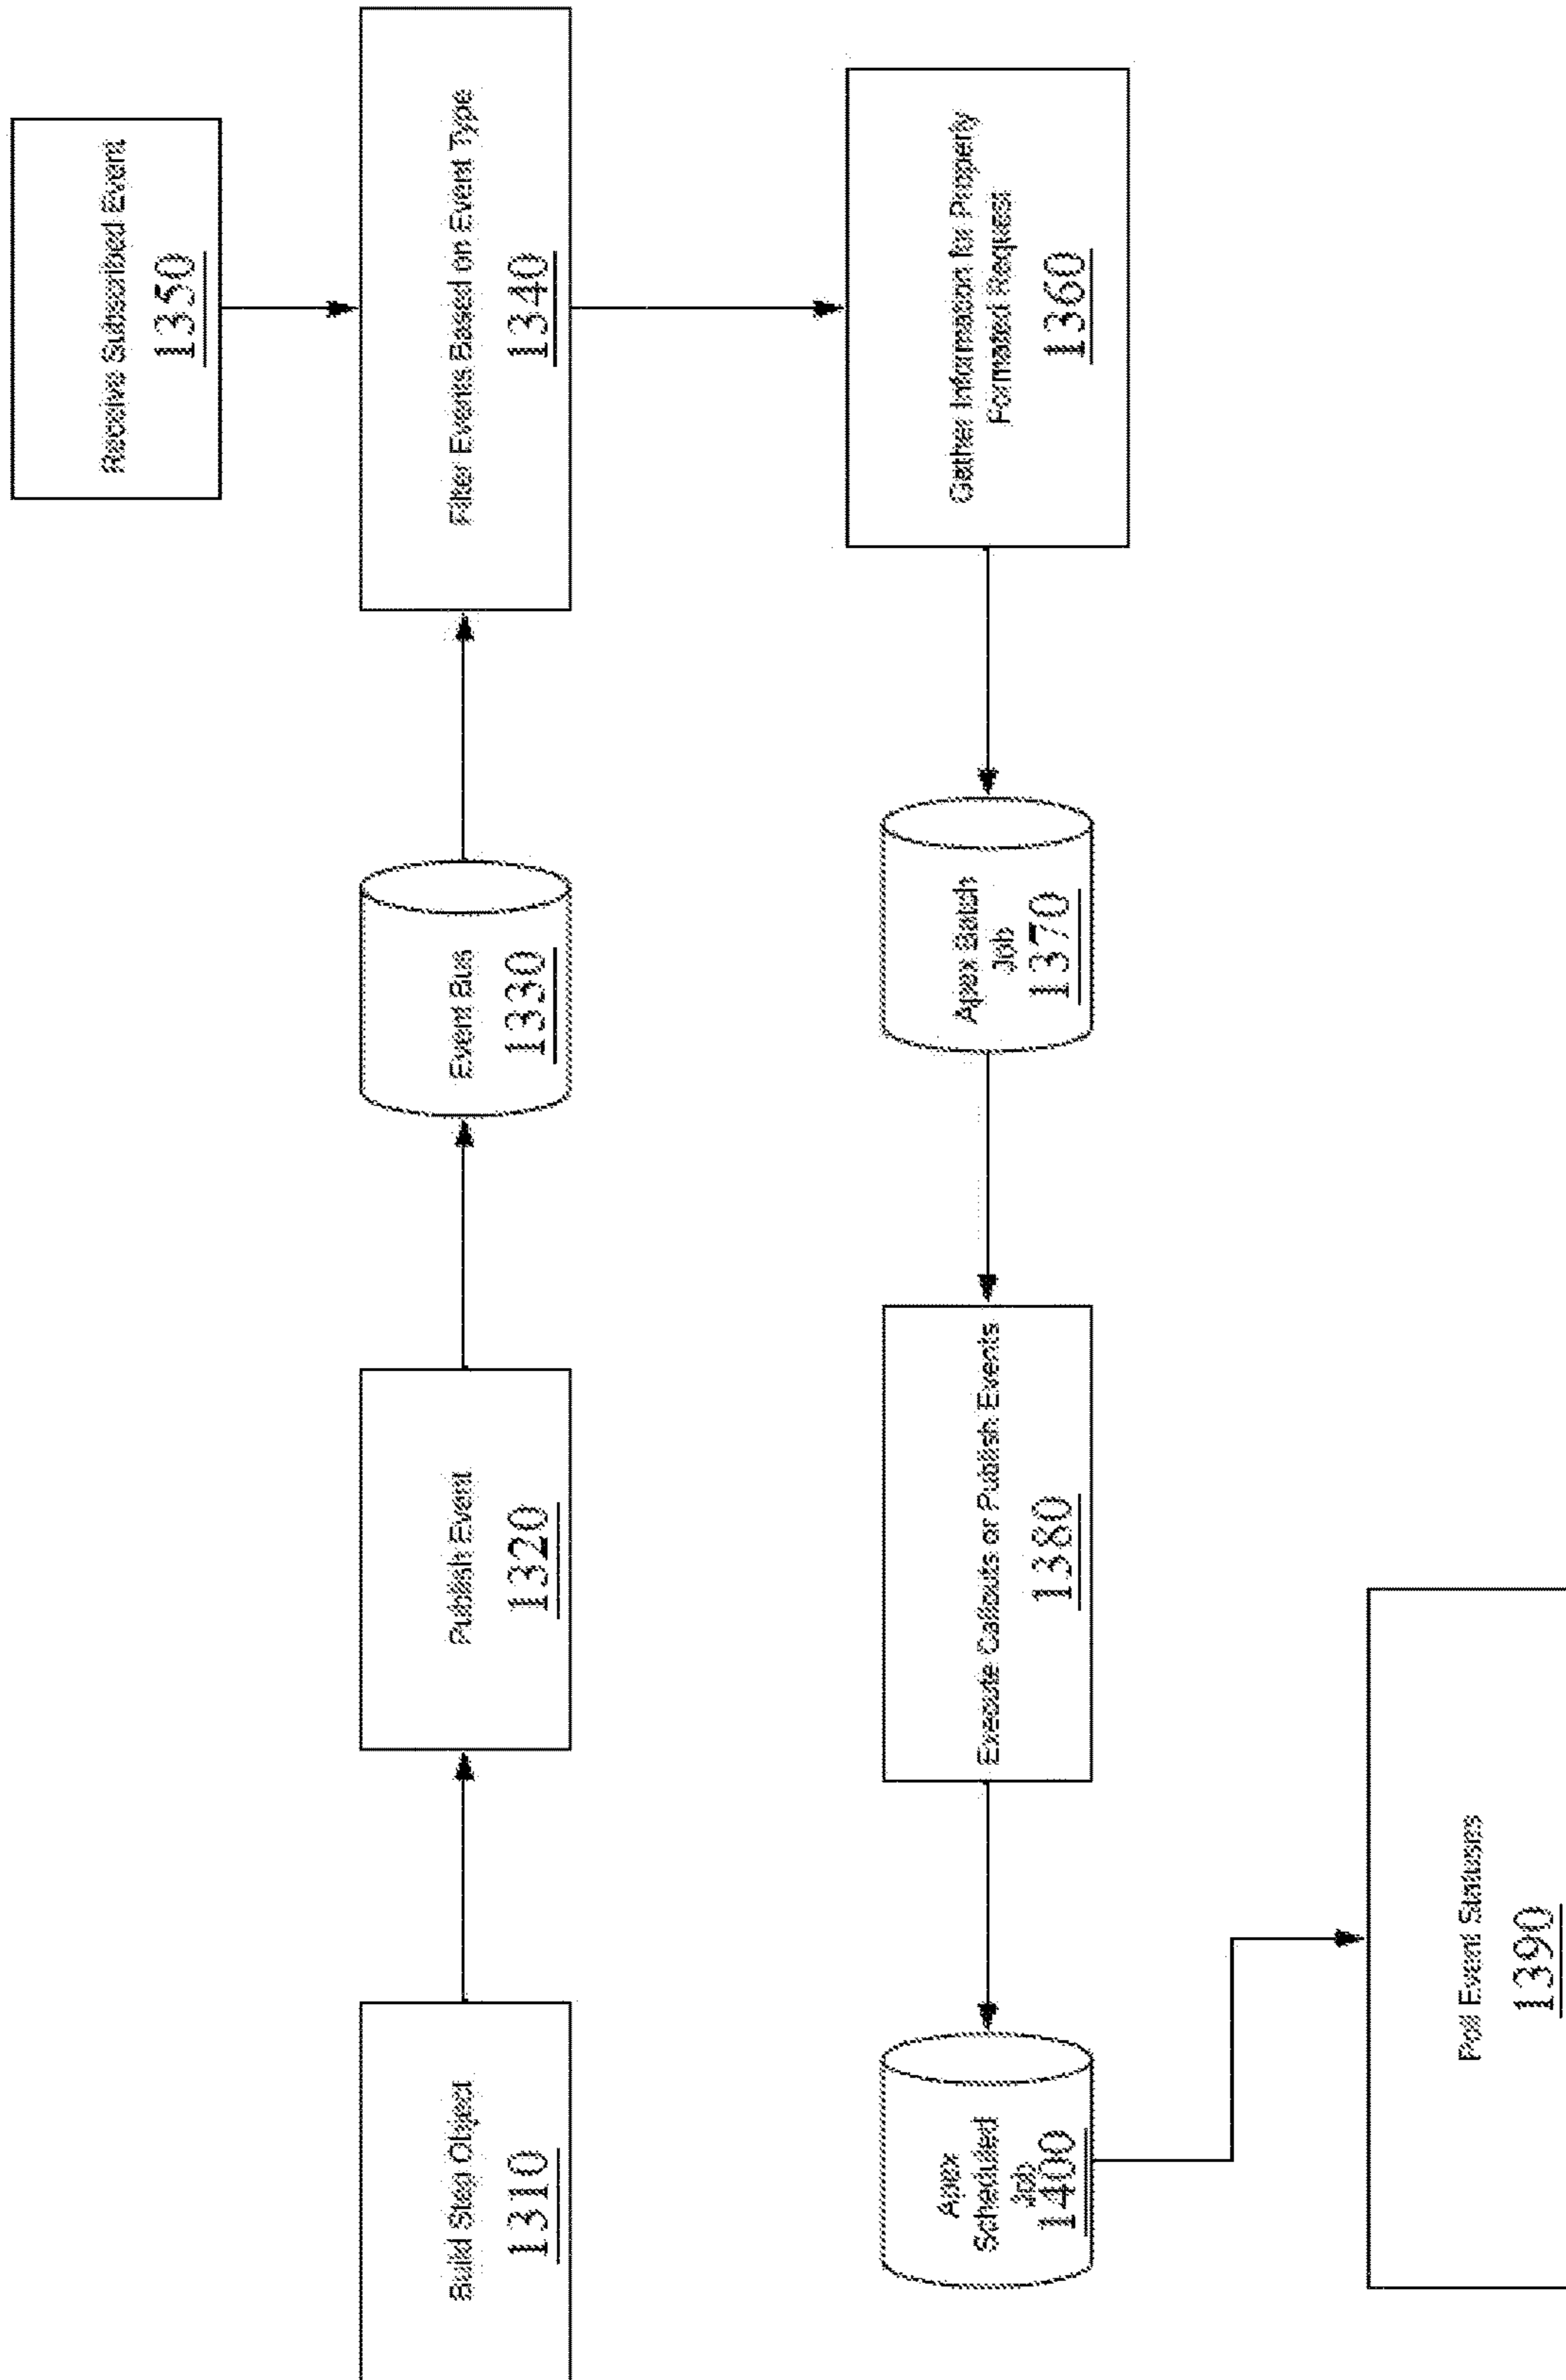 Build Step Object
1310
Publish Event
1320
Event Bus
1330
Filter Events Based on Event Type
1340
Receive Subscribed Event
1350
Gather Information for Properly
Formated Request
1360
Apex Batch
Job
1370
Execute Callouts or Publish Events
1380
Apex
Scheduled
Job
1400
Poll Event Statuses
1390